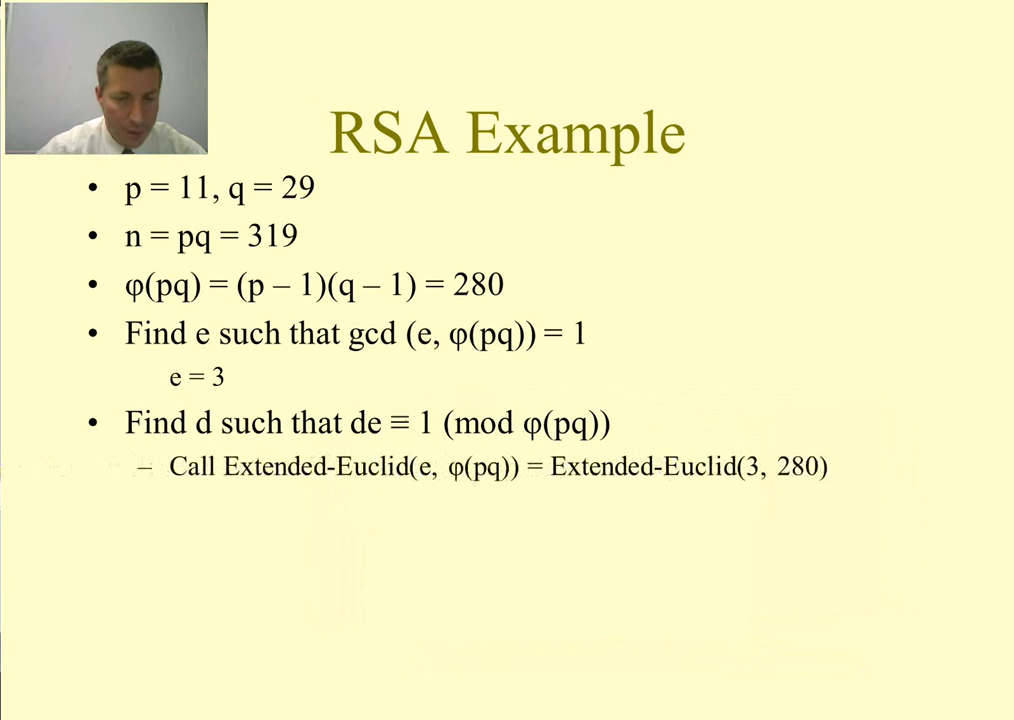 RSA Example
• p = 11, q = 29
• n = pq = 319
• φ(pq) = (p – 1)(q – 1) = 280
• Find e such that gcd (e, φ(pq)) = 1
e = 3
• Find d such that de ≡ 1 (mod φ(pq))
– Call Extended-Euclid(e, φ(pq)) = Extended-Euclid(3, 280)